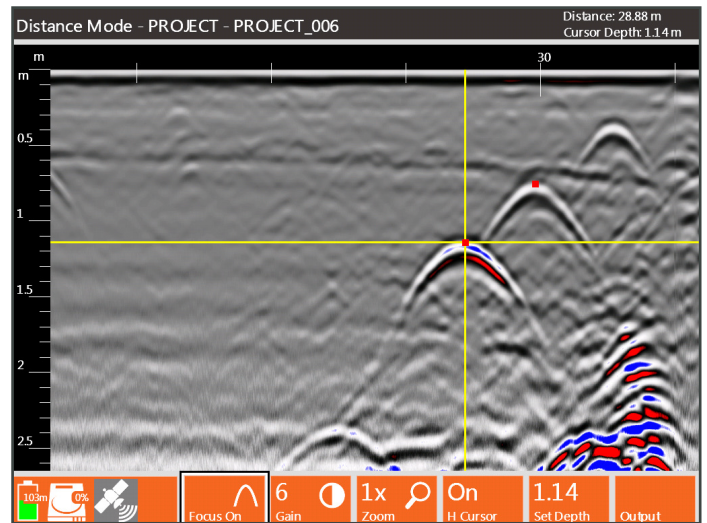 Distance Mode - PROJECT - PROJECT_006
Distance: 28.88 m
Cursor Depth: 1.14 m
m
30
m
0.5
1
1.5
2
2.5
103m
0%
Focus On
6
Gain
1x
Zoom
On
H Cursor
1.14
Set Depth
Output